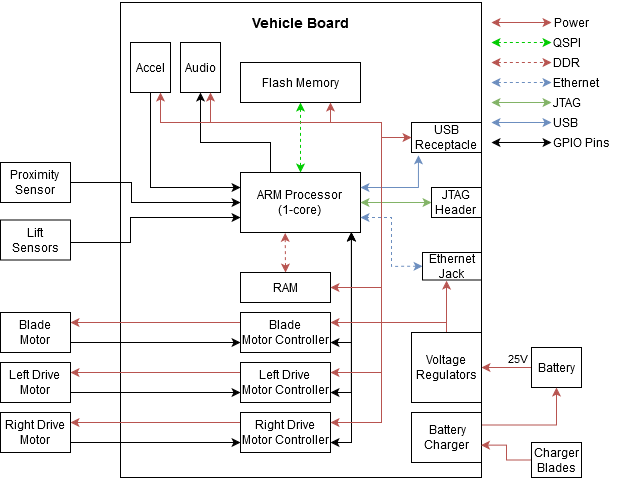 Vehicle Board
Power
QSPI
DDR
Ethernet
JTAG
USB
GPIO Pins
Accel
Audio
Flash Memory
USB
Receptacle
Proximity
Sensor
ARM Processor
(1-core)
JTAG
Header
Lift
Sensors
Ethernet
Jack
RAM
Blade
Motor
Blade
Motor Controller
Left Drive
Motor
Left Drive
Motor Controller
Voltage
Regulators
25V
Battery
Right Drive
Motor
Right Drive
Motor Controller
Battery
Charger
Charger
Blades